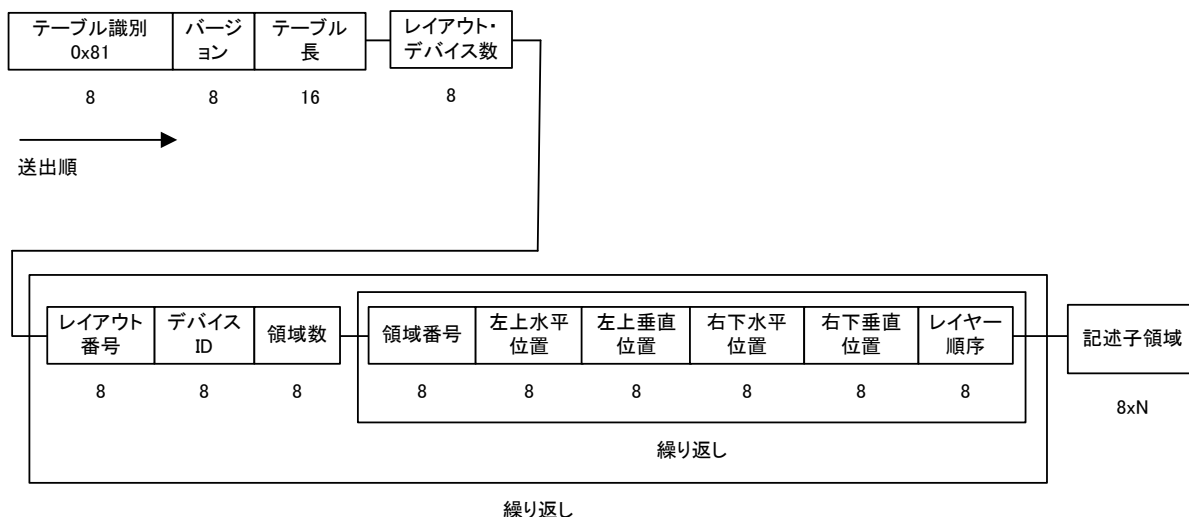 テーブル識別
0x81
バージ
ョン
テーブル
長
レイアウト・
デバイス数
8
8
16
8
送出順
レイアウト
番号
デバイス
ID
領域数
領域番号
左上水平
位置
左上垂直
位置
右下水平
位置
右下垂直
位置
レイヤー
順序
記述子領域
8
8
8
8
8
8
8
8
8
8xN
繰り返し
繰り返し